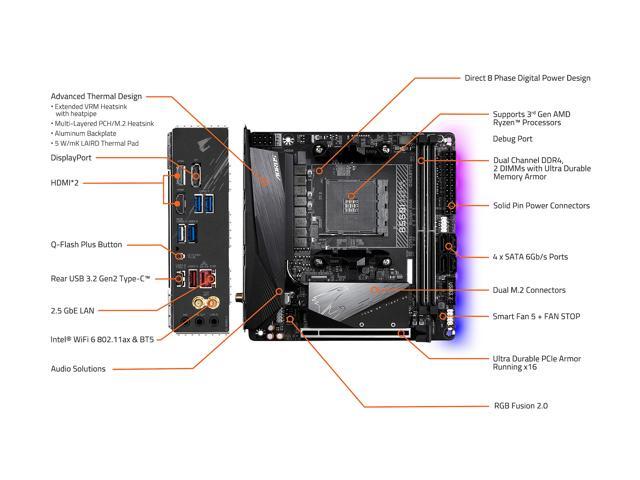 Advanced Thermal Design
• Extended VRM Heatsink
with heatpipe
• Multi-Layered PCH/M.2 Heatsink
• Aluminum Backplate
• 5 W/mK LAIRD Thermal Pad
DisplayPort
HDMI*2
Q-Flash Plus Button
Rear USB 3.2 Gen2 Type-C™
2.5 GbE LAN
Intel® WiFi 6 802.11ax & BT5
Audio Solutions
AORUS
B550I
Direct 8 Phase Digital Power Design
Supports 3rd Gen AMD
Ryzen™ Processors
Debug Port
Dual Channel DDR4,
2 DIMMs with Ultra Durable
Memory Armor
Solid Pin Power Connectors
4 x SATA 6Gb/s Ports
Dual M.2 Connectors
Smart Fan 5 + FAN STOP
Ultra Durable PCIe Armor
Running x16
RGB Fusion 2.0